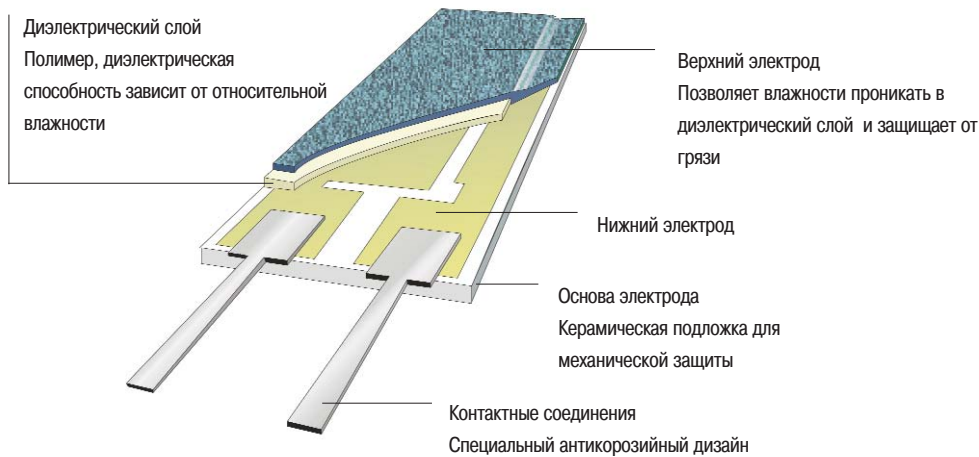 Диэлектрический слой
Полимер, диэлектрическая
способность зависит от относительной
влажности
Верхний электрод
Позволяет влажности проникать в
диэлектрический слой и защищает от
грязи
Нижний электрод
Основа электрода
Керамическая подложка для
механической защиты
Контактные соединения
Специальный антикорозийный дизайн